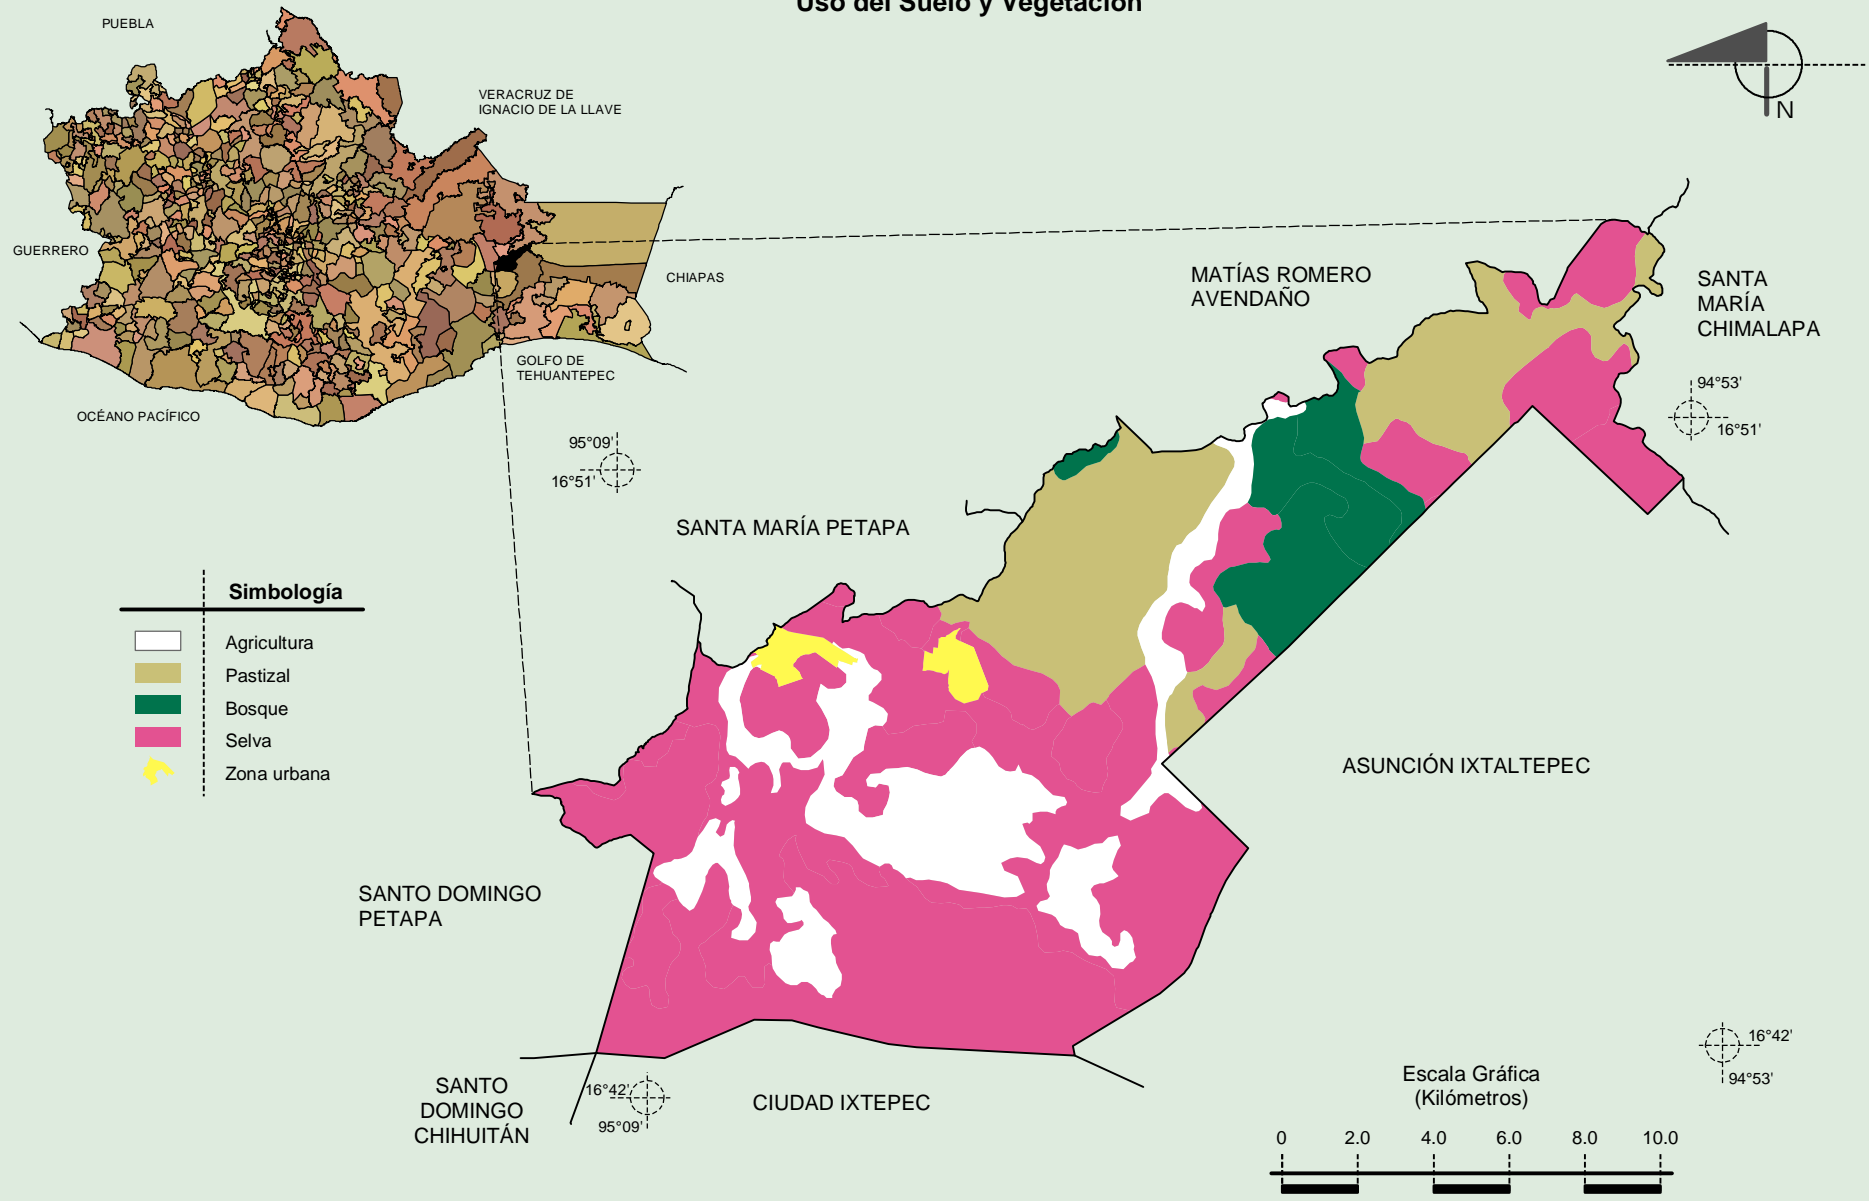 Uso del Suelo y Vegetación
PUEBLA
VERACRUZ DE
IGNACIO DE LA LLAVE
GUERRERO
CHIAPAS
GOLFO DE
TEHUANTEPEC
OCÉANO PACÍFICO
N
MATÍAS ROMERO
AVENDAÑO
SANTA
MARÍA
CHIMALAPA
94°53'
16°51'
95°09'
16°51'
SANTA MARÍA PETAPA
Simbología
Agricultura
Pastizal
Bosque
Selva
Zona urbana
ASUNCIÓN IXTALTEPEC
SANTO DOMINGO
PETAPA
SANTO
DOMINGO
CHIHUITÁN
16°42'
95°09'
CIUDAD IXTEPEC
16°42'
94°53'
Escala Gráfica
(Kilómetros)
0 2.0 4.0 6.0 8.0 10.0